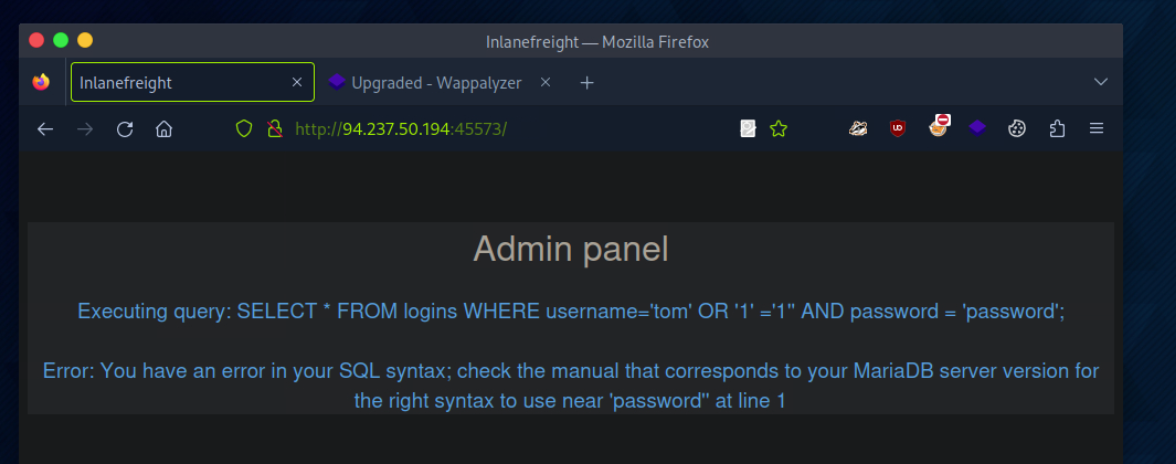 Inlanefreight — Mozilla Firefox
Inlanefreight
Upgraded - Wappalyzer
http://94.237.50.194:45573/
Admin panel
Executing query: SELECT * FROM logins WHERE username='tom' OR '1' ='1'' AND password = 'password';
Error: You have an error in your SQL syntax; check the manual that corresponds to your MariaDB server version for
the right syntax to use near 'password'' at line 1